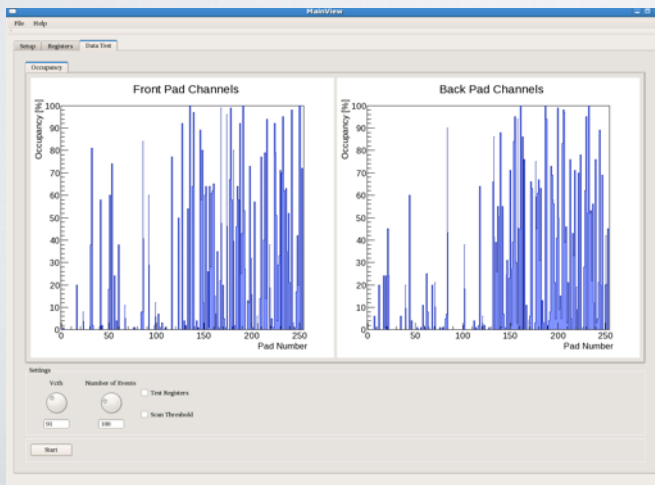 MainView
File Help
Setup Registers Data Test
Occupancy
Front Pad Channels
Occupancy [%]
100
90
80
70
60
50
40
30
20
10
0
0 50 100 150 200 250
Pad Number
Back Pad Channels
Occupancy [%]
100
90
80
70
60
50
40
30
20
10
0
0 50 100 150 200 250
Pad Number
Settings
Vcth Number of Events
Test Registers
Scan Threshold
91 100
Start